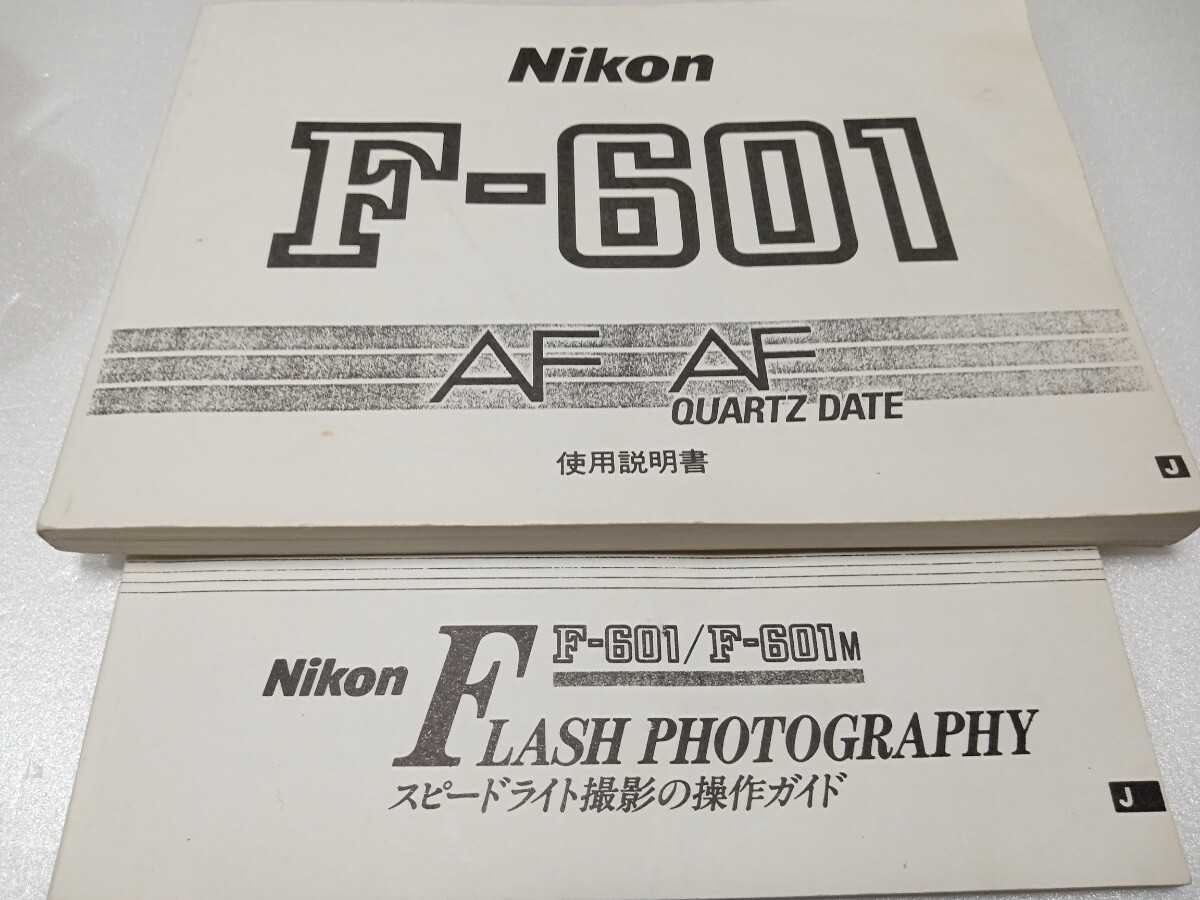 Nikon
F-601
AF AF
QUARTZ DATE
使用説明書
J
F-601/F-601M
Nikon FLASH PHOTOGRAPHY
スピードライト撮影の操作ガイド
J